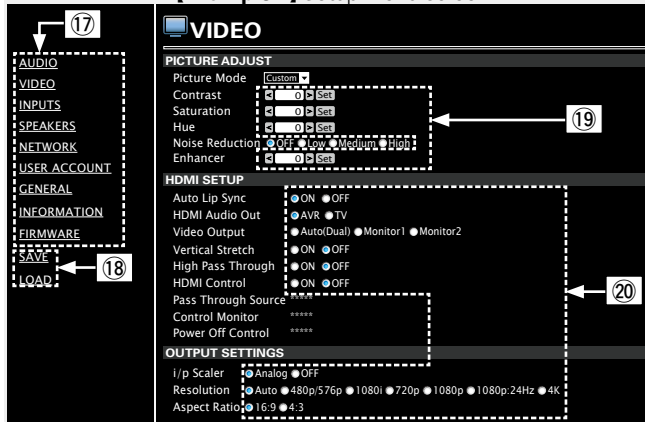 ⑰
AUDIO
VIDEO
INPUTS
SPEAKERS
NETWORK
USER ACCOUNT
GENERAL
INFORMATION
FIRMWARE
SAVE
LOAD
⑱
VIDEO
PICTURE ADJUST
Picture Mode Custom
Contrast < 0 > Set
Saturation < 0 > Set
Hue < 0 > Set
Noise Reduction OFF Low Medium High
Enhancer < 0 > Set
⑲
HDMI SETUP
Auto Lip Sync ON OFF
HDMI Audio Out AVR TV
Video Output Auto(Dual) Monitor1 Monitor2
Vertical Stretch ON OFF
High Pass Through ON OFF
HDMI Control ON OFF
Pass Through Source *****
Control Monitor *****
Power Off Control *****
⑳
OUTPUT SETTINGS
i/p Scaler Analog OFF
Resolution Auto 480p/576p 1080i 720p 1080p 1080p:24Hz 4K
Aspect Ratio 16:9 4:3